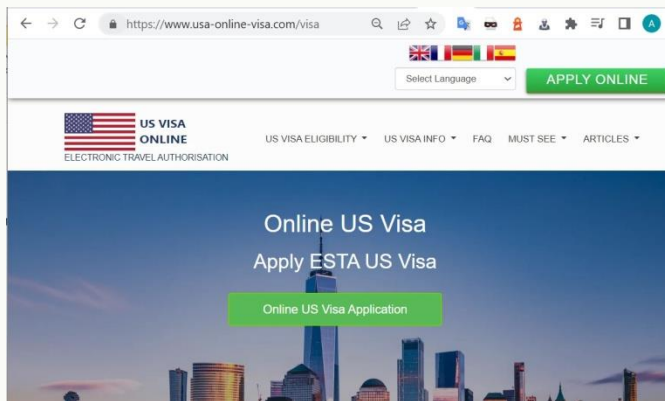 https://www.usa-online-visa.com/visa
A
Select Language
APPLY ONLINE
US VISA
ONLINE
ELECTRONIC TRAVEL AUTHORISATION
US VISA ELIGIBILITY
US VISA INFO
FAQ
MUST SEE
ARTICLES
Online US Visa
Apply ESTA US Visa
Online US Visa Application